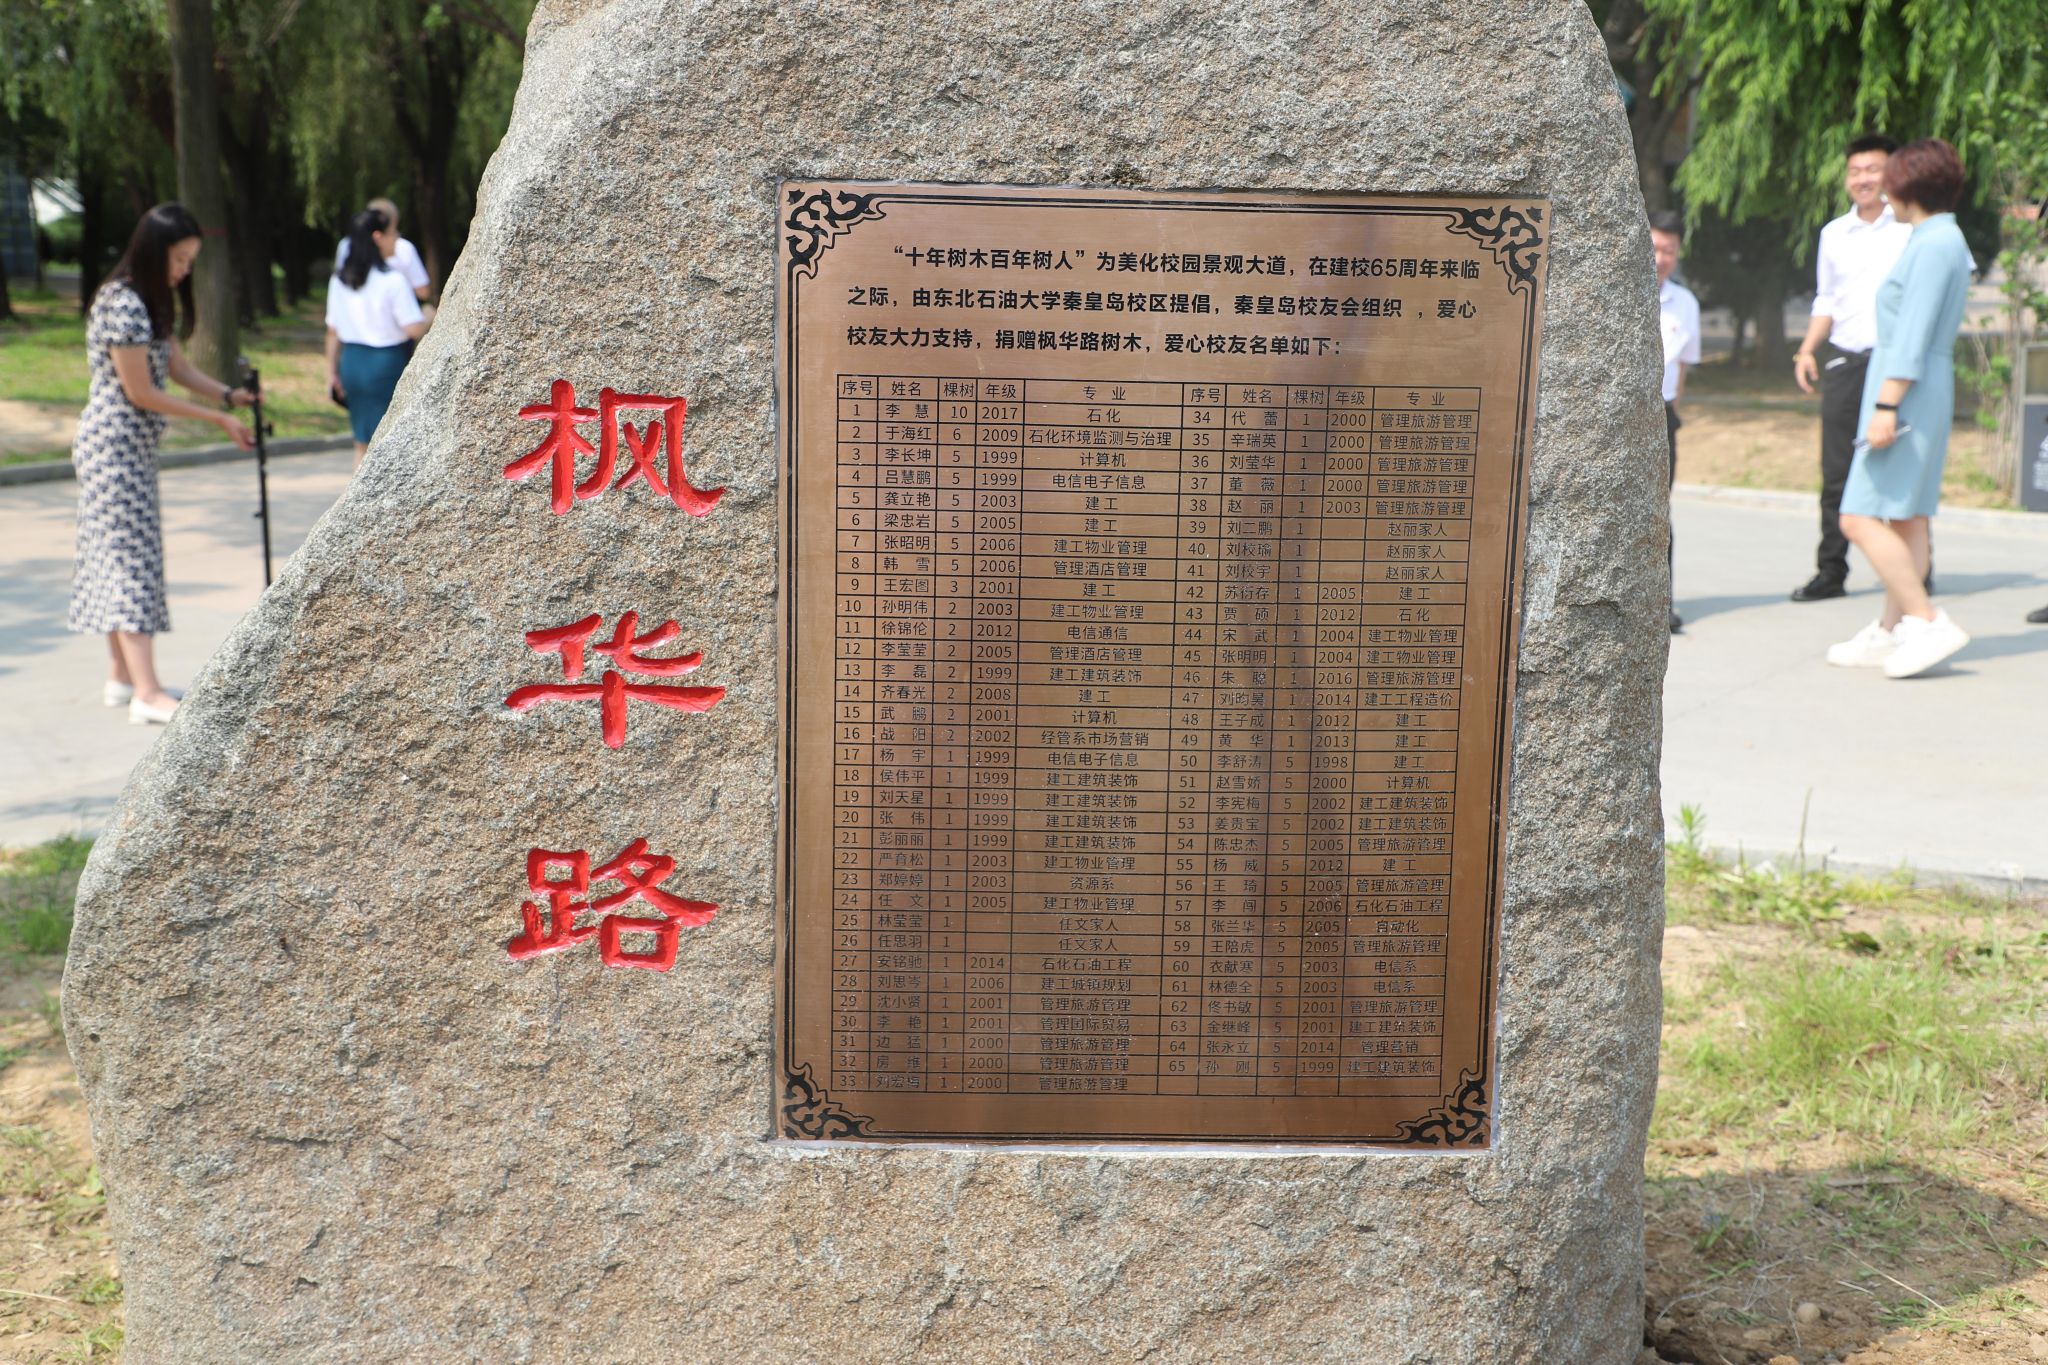 枫华路
“十年树木百年树人”为美化校园景观大道，在建校65周年来临
之际，由东北石油大学秦皇岛校区提倡，秦皇岛校友会组织 ，爱心
校友大力支持，捐赠枫华路树木，爱心校友名单如下：
序号 姓名 棵树 年级 专 业 序号 姓名 棵树 年级 专 业
1 李 慧 10 2017 石化 34 代 蕾 1 2000 管理旅游管理
2 于海红 6 2009 石化环境监测与治理 35 辛瑞英 1 2000 管理旅游管理
3 李长坤 5 1999 计算机 36 刘莹华 1 2000 管理旅游管理
4 吕慧鹏 5 1999 电信电子信息 37 董 薇 1 2000 管理旅游管理
5 龚立艳 5 2003 建工 38 赵 丽 1 2003 管理旅游管理
6 梁忠岩 5 2005 建工 39 刘二鹏 1 赵丽家人
7 张昭明 5 2006 建工物业管理 40 刘校瑜 1 赵丽家人
8 韩 雪 5 2006 管理酒店管理 41 刘校宇 1 赵丽家人
9 王宏图 3 2001 建工 42 苏衍存 1 2005 建工
10 孙明伟 2 2003 建工物业管理 43 贾 硕 1 2012 石化
11 徐锦伦 2 2012 电信通信 44 宋 武 1 2004 建工物业管理
12 李莹莹 2 2005 管理酒店管理 45 张明明 1 2004 建工物业管理
13 李 磊 2 1999 建工建筑装饰 46 朱 聪 1 2016 管理旅游管理
14 齐春光 2 2008 建工 47 刘昀昊 1 2014 建工工程造价
15 武 鹏 2 2001 计算机 48 王子成 1 2012 建工
16 战 阳 2 2002 经管系市场营销 49 黄 华 1 2013 建工
17 杨 宇 1 1999 电信电子信息 50 李舒涛 5 1998 建工
18 侯伟平 1 1999 建工建筑装饰 51 赵雪娇 5 2000 计算机
19 刘天星 1 1999 建工建筑装饰 52 李宪梅 5 2002 建工建筑装饰
20 张 伟 1 1999 建工建筑装饰 53 姜贵宝 5 2002 建工建筑装饰
21 彭丽丽 1 1999 建工建筑装饰 54 陈忠杰 5 2005 管理旅游管理
22 严育松 1 2003 建工物业管理 55 杨 威 5 2012 建工
23 郑婷婷 1 2003 资源系 56 王 琦 5 2005 管理旅游管理
24 任 文 1 2005 建工物业管理 57 李 闯 5 2006 石化石油工程
25 林莹莹 1 任文家人 58 张兰华 5 2005 自动化
26 任思羽 1 任文家人 59 王陪虎 5 2005 管理旅游管理
27 安铭驰 1 2014 石化石油工程 60 衣献寒 5 2003 电信系
28 刘思岑 1 2006 建工城镇规划 61 林德全 5 2003 电信系
29 沈小贤 1 2001 管理旅游管理 62 佟书敏 5 2001 管理旅游管理
30 李 艳 1 2001 管理国际贸易 63 金继峰 5 2001 建工建筑装饰
31 边 猛 1 2000 管理旅游管理 64 张永立 5 2014 管理营销
32 房 维 1 2000 管理旅游管理 65 孙 刚 5 1999 建工建筑装饰
33 刘宏梅 1 2000 管理旅游管理